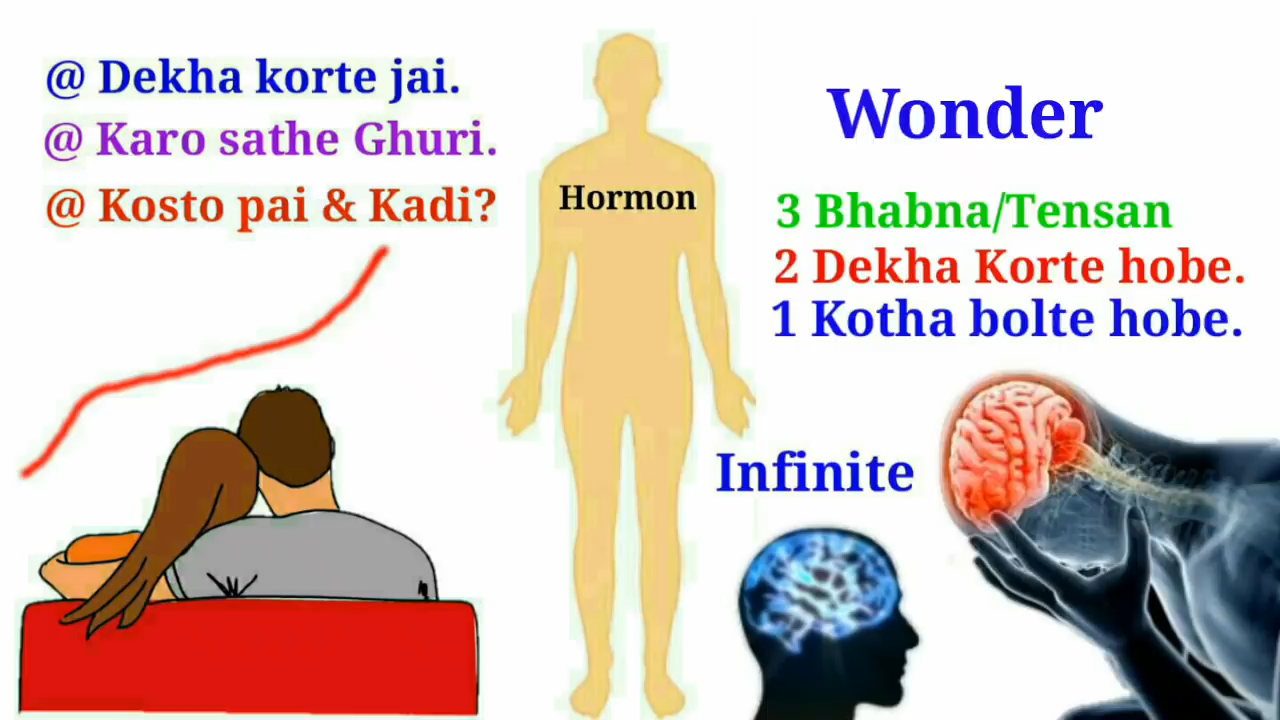 @ Dekha korte jai.
@ Karo sathe Ghuri.
@ Kosto pai & Kadi?
Hormon
Wonder
3 Bhabna/Tensan
2 Dekha Korte hobe.
1 Kotha bolte hobe.
Infinite